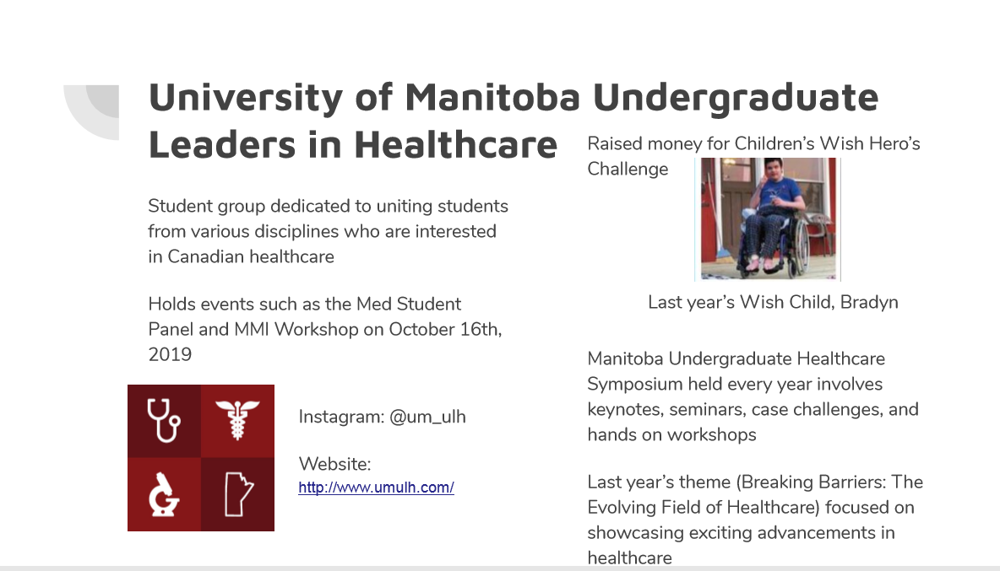 University of Manitoba Undergraduate
Leaders in Healthcare
Student group dedicated to uniting students
from various disciplines who are interested
in Canadian healthcare
Holds events such as the Med Student
Panel and MMI Workshop on October 16th,
2019
Instagram: @um_ulh
Website:
http://www.umulh.com/
Raised money for Children’s Wish Hero’s
Challenge
Last year’s Wish Child, Bradyn
Manitoba Undergraduate Healthcare
Symposium held every year involves
keynotes, seminars, case challenges, and
hands on workshops
Last year’s theme (Breaking Barriers: The
Evolving Field of Healthcare) focused on
showcasing exciting advancements in
healthcare